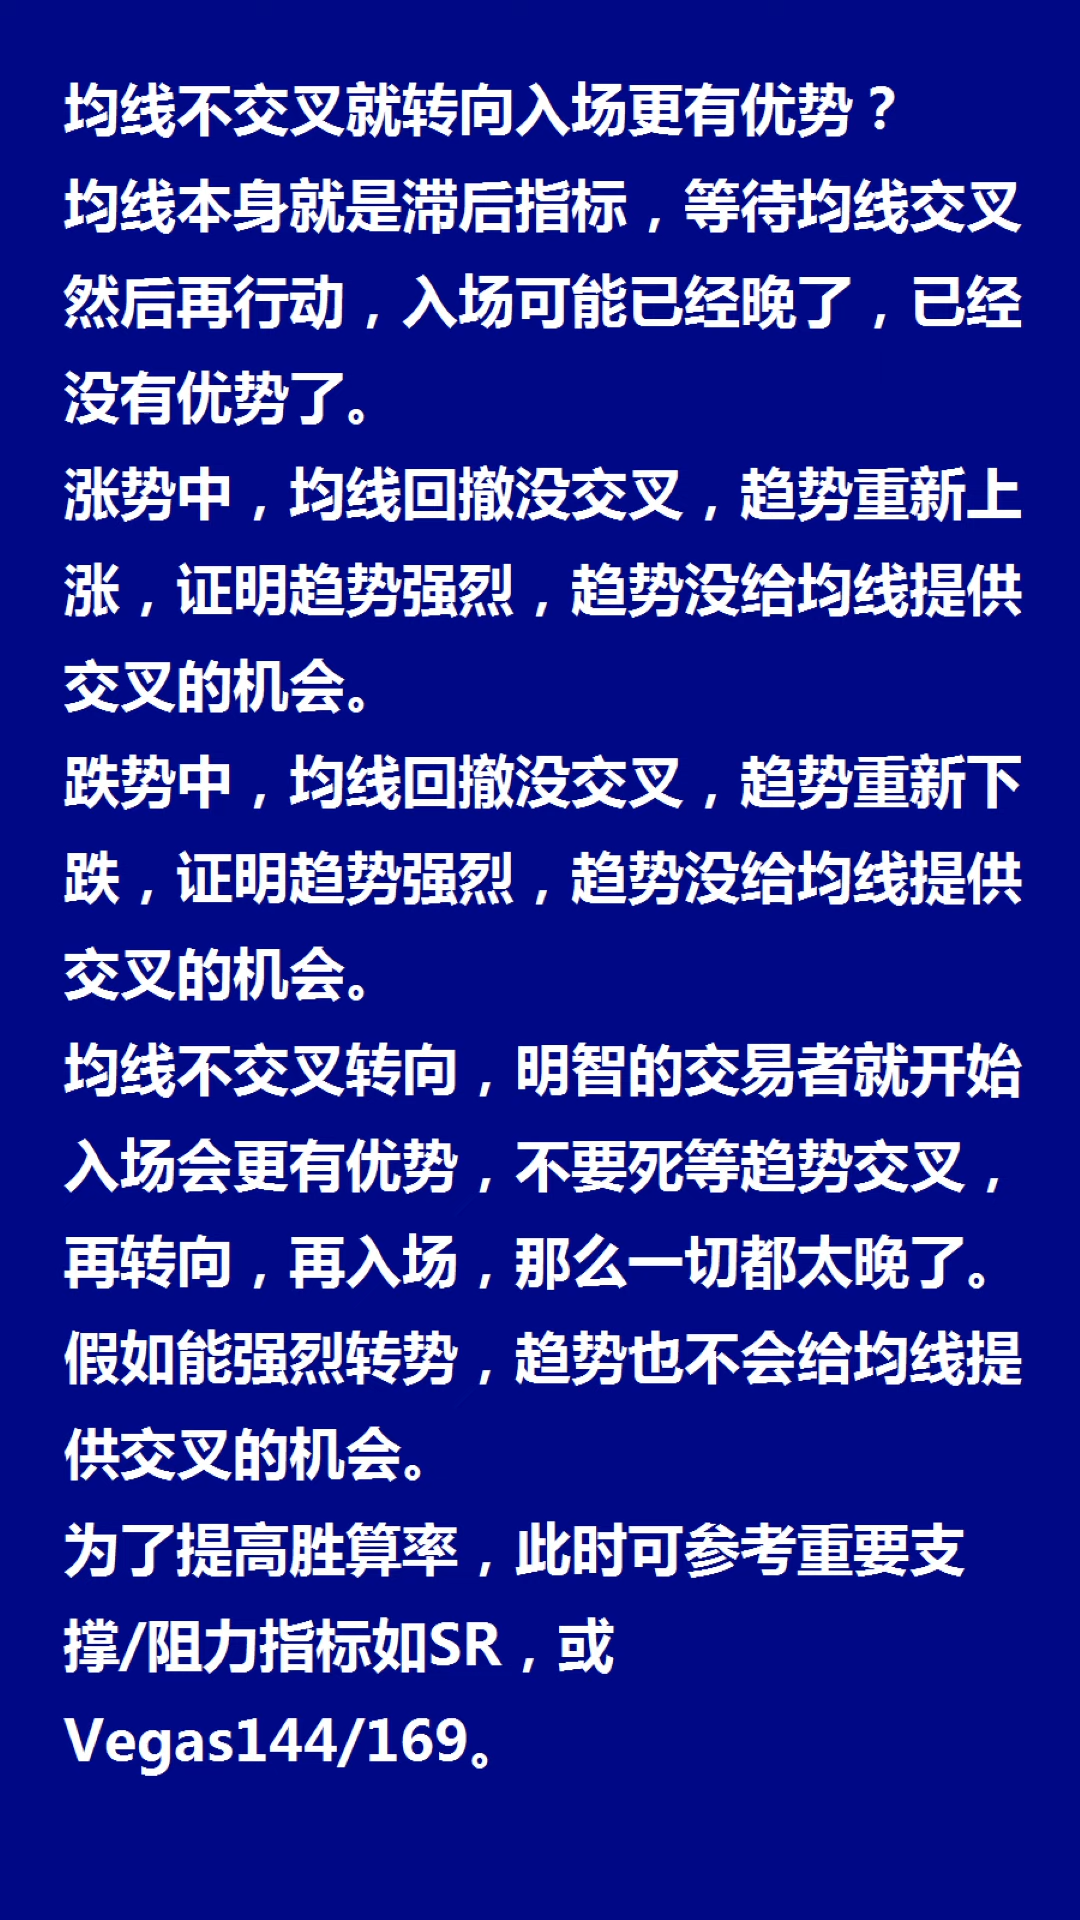 均线不交叉就转向入场更有优势？
均线本身就是滞后指标，等待均线交叉
然后再行动，入场可能已经晚了，已经
没有优势了。
涨势中，均线回撤没交叉，趋势重新上
涨，证明趋势强烈，趋势没给均线提供
交叉的机会。
跌势中，均线回撤没交叉，趋势重新下
跌，证明趋势强烈，趋势没给均线提供
交叉的机会。
均线不交叉转向，明智的交易者就开始
入场会更有优势，不要死等趋势交叉，
再转向，再入场，那么一切都太晚了。
假如能强烈转势，趋势也不会给均线提
供交叉的机会。
为了提高胜算率，此时可参考重要支
撑/阻力指标如SR，或
Vegas144/169。